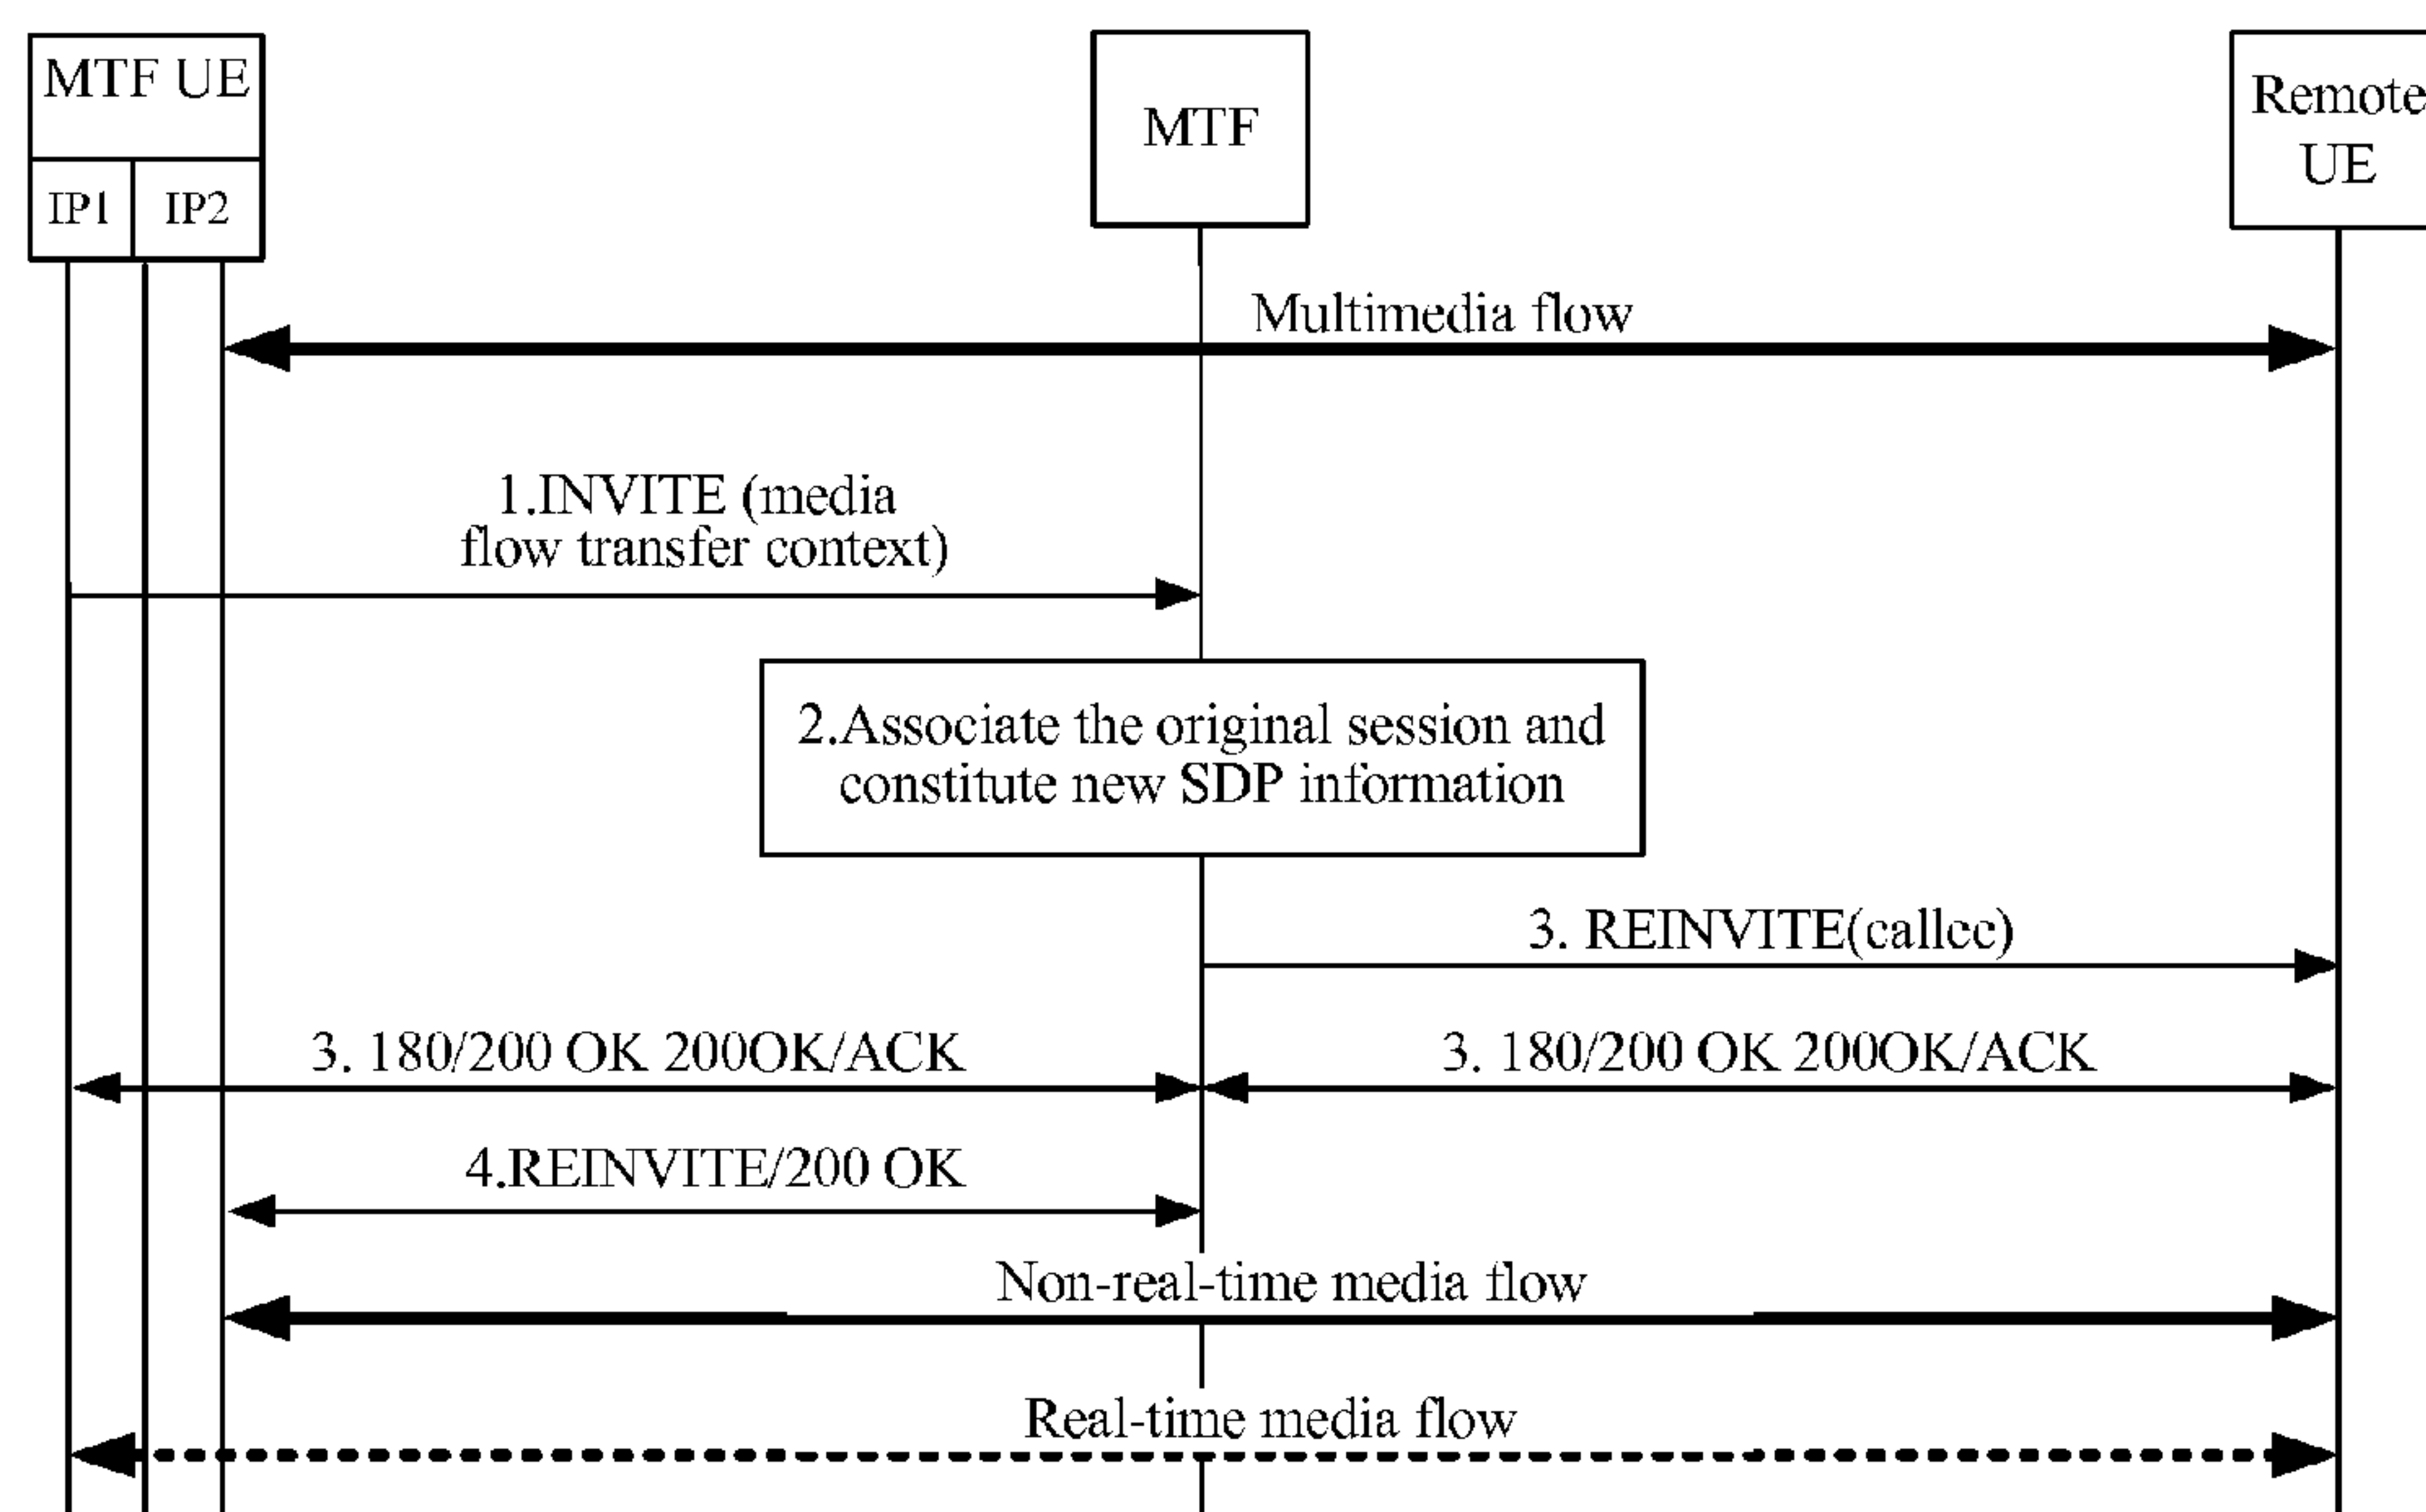 MTF UE
IP1
IP2
MTF
Remote
UE
Multimedia flow
1.INVITE (media
flow transfer context)
2.Associate the original session and
constitute new SDP information
3. REINVITE(callee)
3. 180/200 OK 200OK/ACK
3. 180/200 OK 200OK/ACK
4.REINVITE/200 OK
Non-real-time media flow
Real-time media flow